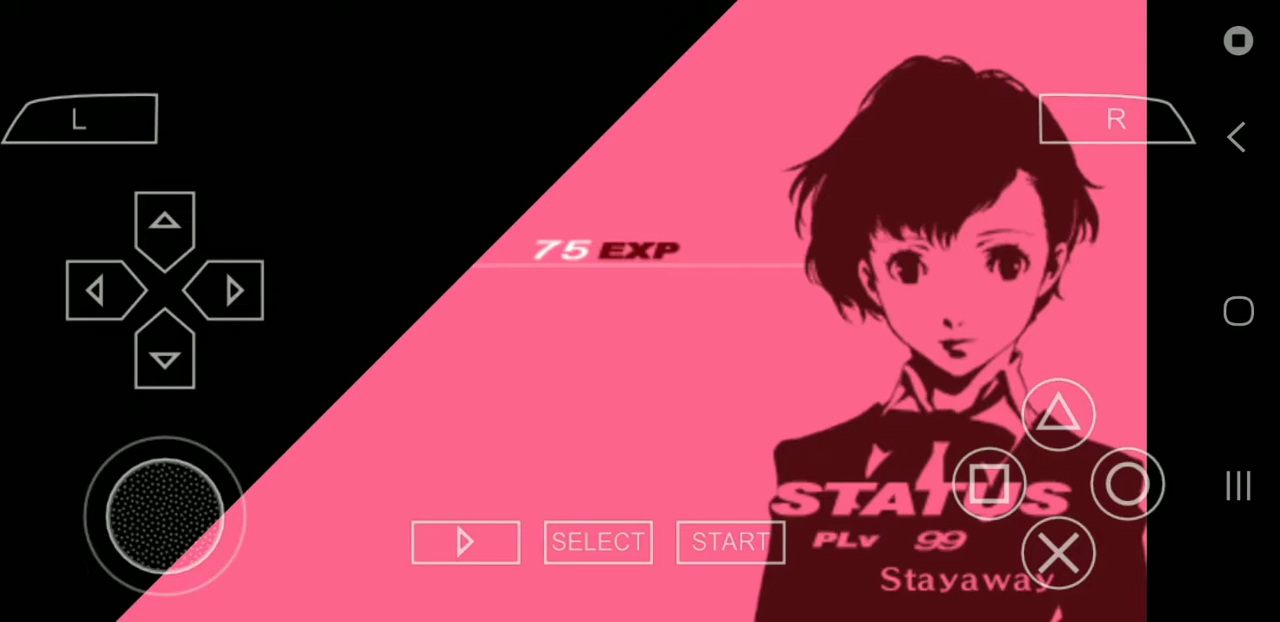 L
R
75 EXP
STATUS
SELECT
START
PLv 99
Stayaway